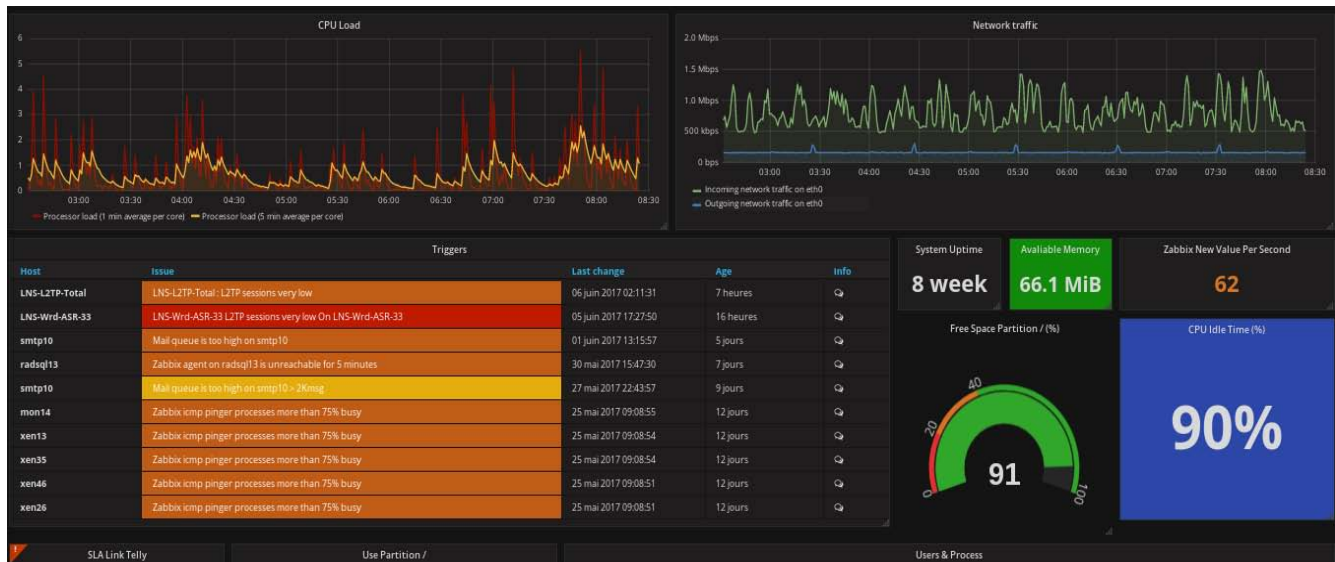 CPU Load
6
5
4
3
2
1
0
03:00 03:30 04:00 04:30 05:00 05:30 06:00 06:30 07:00 07:30 08:00 08:30
Processor load (1 min average per core) Processor load (5 min average per core)
Network traffic
2.0 Mbps
1.5 Mbps
1.0 Mbps
500 kbps
0 bps
03:00 03:30 04:00 04:30 05:00 05:30 06:00 06:30 07:00 07:30 08:00 08:30
Incoming network traffic on eth0
Outgoing network traffic on eth0
Triggers
Host Issue Last change Age Info
LNS-L2TP-Total LNS-L2TP-Total : L2TP sessions very low 06 juin 2017 02:11:31 7 heures
LNS-Wrd-ASR-33 LNS-Wrd-ASR-33 L2TP sessions very low On LNS-Wrd-ASR-33 05 juin 2017 17:27:50 16 heures
smtp10 Mail queue is too high on smtp10 01 juin 2017 13:15:57 5 jours
radsql13 Zabbix agent on radsql13 is unreachable for 5 minutes 30 mai 2017 15:47:30 7 jours
smtp10 Mail queue is too high on smtp10 > 2Kmsg 27 mai 2017 22:43:57 9 jours
mon14 Zabbix icmp pinger processes more than 75% busy 25 mai 2017 09:08:55 12 jours
xen13 Zabbix icmp pinger processes more than 75% busy 25 mai 2017 09:08:54 12 jours
xen35 Zabbix icmp pinger processes more than 75% busy 25 mai 2017 09:08:54 12 jours
xen46 Zabbix icmp pinger processes more than 75% busy 25 mai 2017 09:08:51 12 jours
xen26 Zabbix icmp pinger processes more than 75% busy 25 mai 2017 09:08:51 12 jours
System Uptime
8 week
Avaliable Memory
66.1 MiB
Zabbix New Value Per Second
62
Free Space Partition / (%)
0 20 40 100
91
CPU Idle Time (%)
90%
!
SLA Link Telly
Use Partition /
Users & Process